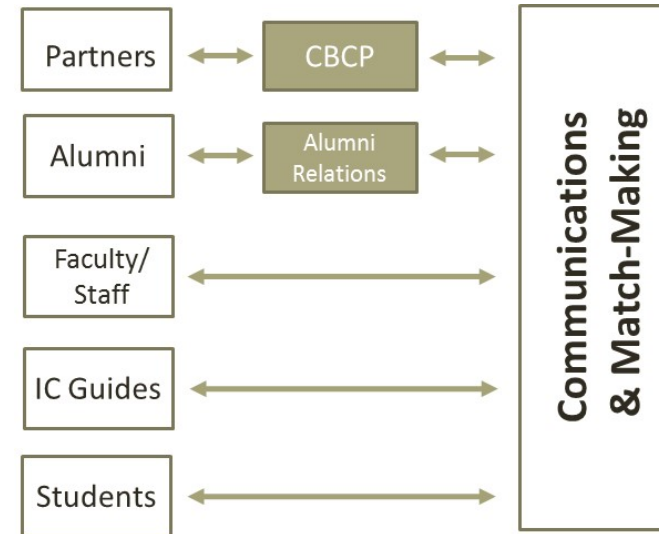 Partners
CBCP
Alumni
Alumni
Relations
Faculty/
Staff
IC Guides
Students
Communications
& Match-Making